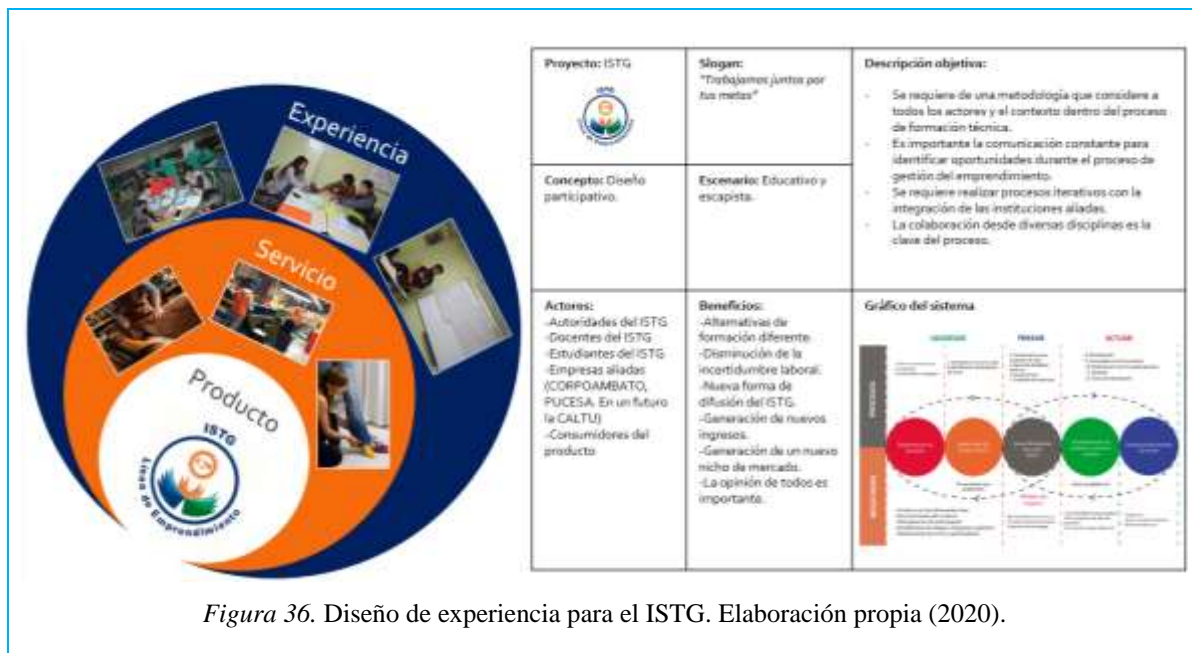 Experiencia
Servicio
Producto
ISTG
Línea de Emprendimiento
Proyecto: ISTG
ISTG
Línea de Emprendimiento
Slogan:
"Trabajamos juntos por
tus metas"
Concepto: Diseño
participativo.
Escenario: Educativo y
escapista.
Descripción objetiva:
- Se requiere de una metodología que considere a
todos los actores y el contexto dentro del proceso
de formación técnica.
- Es importante la comunicación constante para
identificar oportunidades durante el proceso de
gestión del emprendimiento.
- Se requiere realizar procesos iterativos con la
integración de las instituciones aliadas.
- La colaboración desde diversas disciplinas es la
clave del proceso.
Actores:
-Autoridades del ISTG
-Docentes del ISTG
-Estudiantes del ISTG
-Empresas aliadas
(CORPOAMBATO,
PUCESA. En un futuro
la CALTU)
-Consumidores del
producto
Beneficios:
-Alternativas de
formación diferente.
-Disminución de la
incertidumbre laboral.
-Nueva forma de
difusión del ISTG.
-Generación de nuevos
ingresos.
-Generación de un nuevo
nicho de mercado.
-La opinión de todos es
importante.
Gráfico del sistema
Figura 36. Diseño de experiencia para el ISTG. Elaboración propia (2020).